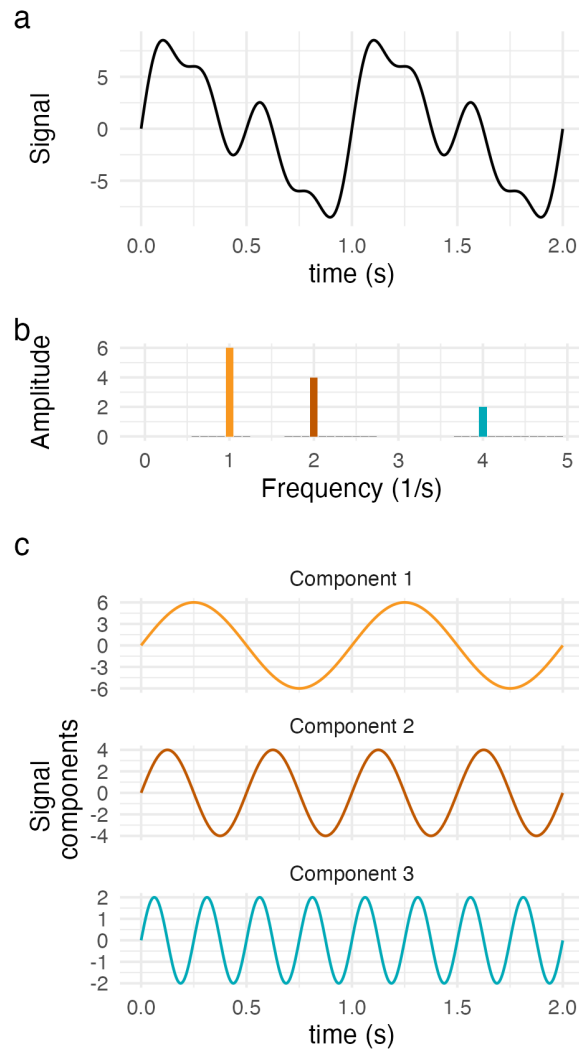 a
Signal
5
0
-5
0.0 0.5 1.0 1.5 2.0
time (s)
b
Amplitude
6
4
2
0
0 1 2 3 4 5
Frequency (1/s)
c
Signal
components
Component 1
6
3
0
-3
-6
Component 2
4
2
0
-2
-4
Component 3
2
1
0
-1
-2
0.0 0.5 1.0 1.5 2.0
time (s)